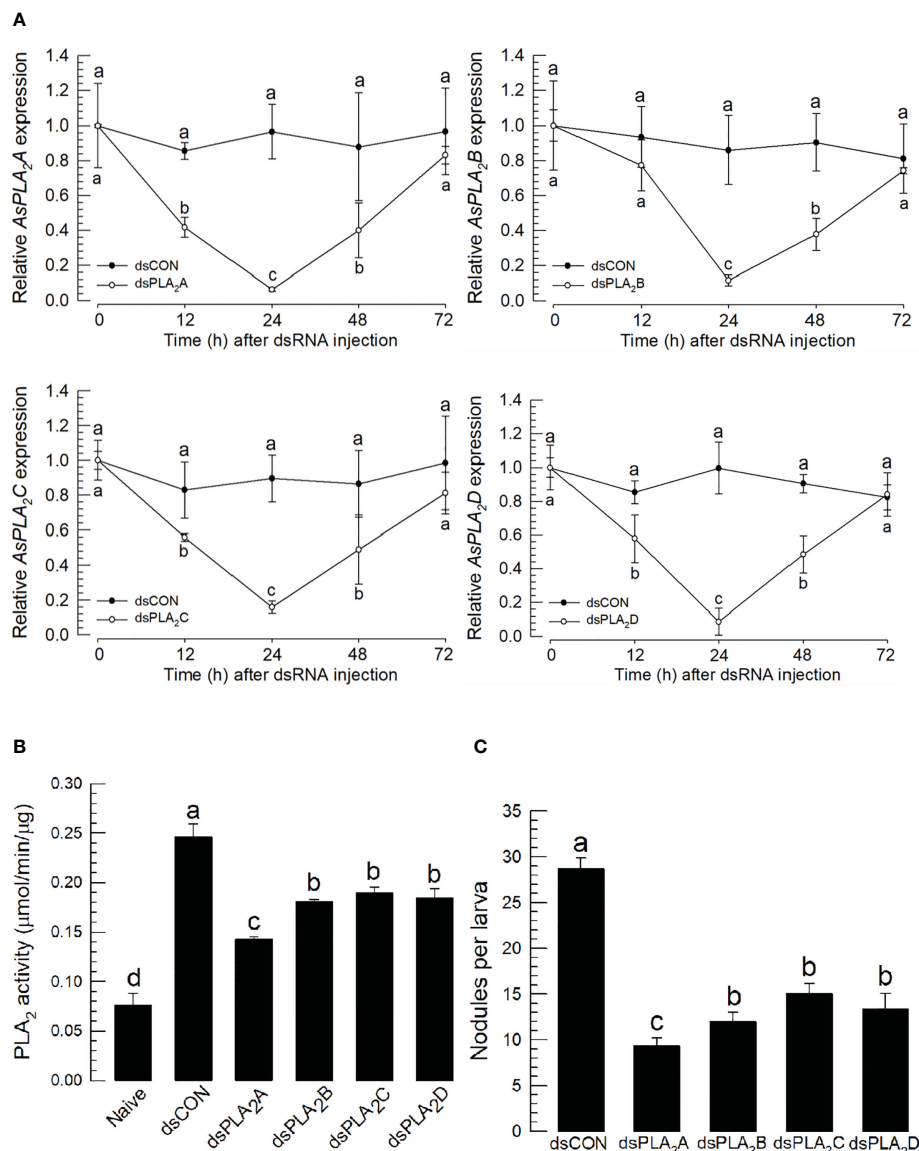 A
Relative AsPLA₂A expression
1.4
1.2
1.0
0.8
0.6
0.4
0.2
0.0
a a a a a
a b c b a
dsCON
dsPLA₂A
0 12 24 48 72
Time (h) after dsRNA injection
Relative AsPLA₂B expression
1.4
1.2
1.0
0.8
0.6
0.4
0.2
0.0
a a a a a
a a c b a
dsCON
dsPLA₂B
0 12 24 48 72
Time (h) after dsRNA injection
Relative AsPLA₂C expression
1.4
1.2
1.0
0.8
0.6
0.4
0.2
0.0
a a a a a
a b c b a
dsCON
dsPLA₂C
0 12 24 48 72
Time (h) after dsRNA injection
Relative AsPLA₂D expression
1.4
1.2
1.0
0.8
0.6
0.4
0.2
0.0
a a a a a
a b c b a
dsCON
dsPLA₂D
0 12 24 48 72
Time (h) after dsRNA injection
B
PLA₂ activity (μmol/min/μg)
0.30
0.25
0.20
0.15
0.10
0.05
0.00
d a c b b b
Naive dsCON dsPLA₂A dsPLA₂B dsPLA₂C dsPLA₂D
C
Nodules per larva
35
30
25
20
15
10
5
0
a c b b b
dsCON dsPLA₂A dsPLA₂B dsPLA₂C dsPLA₂D